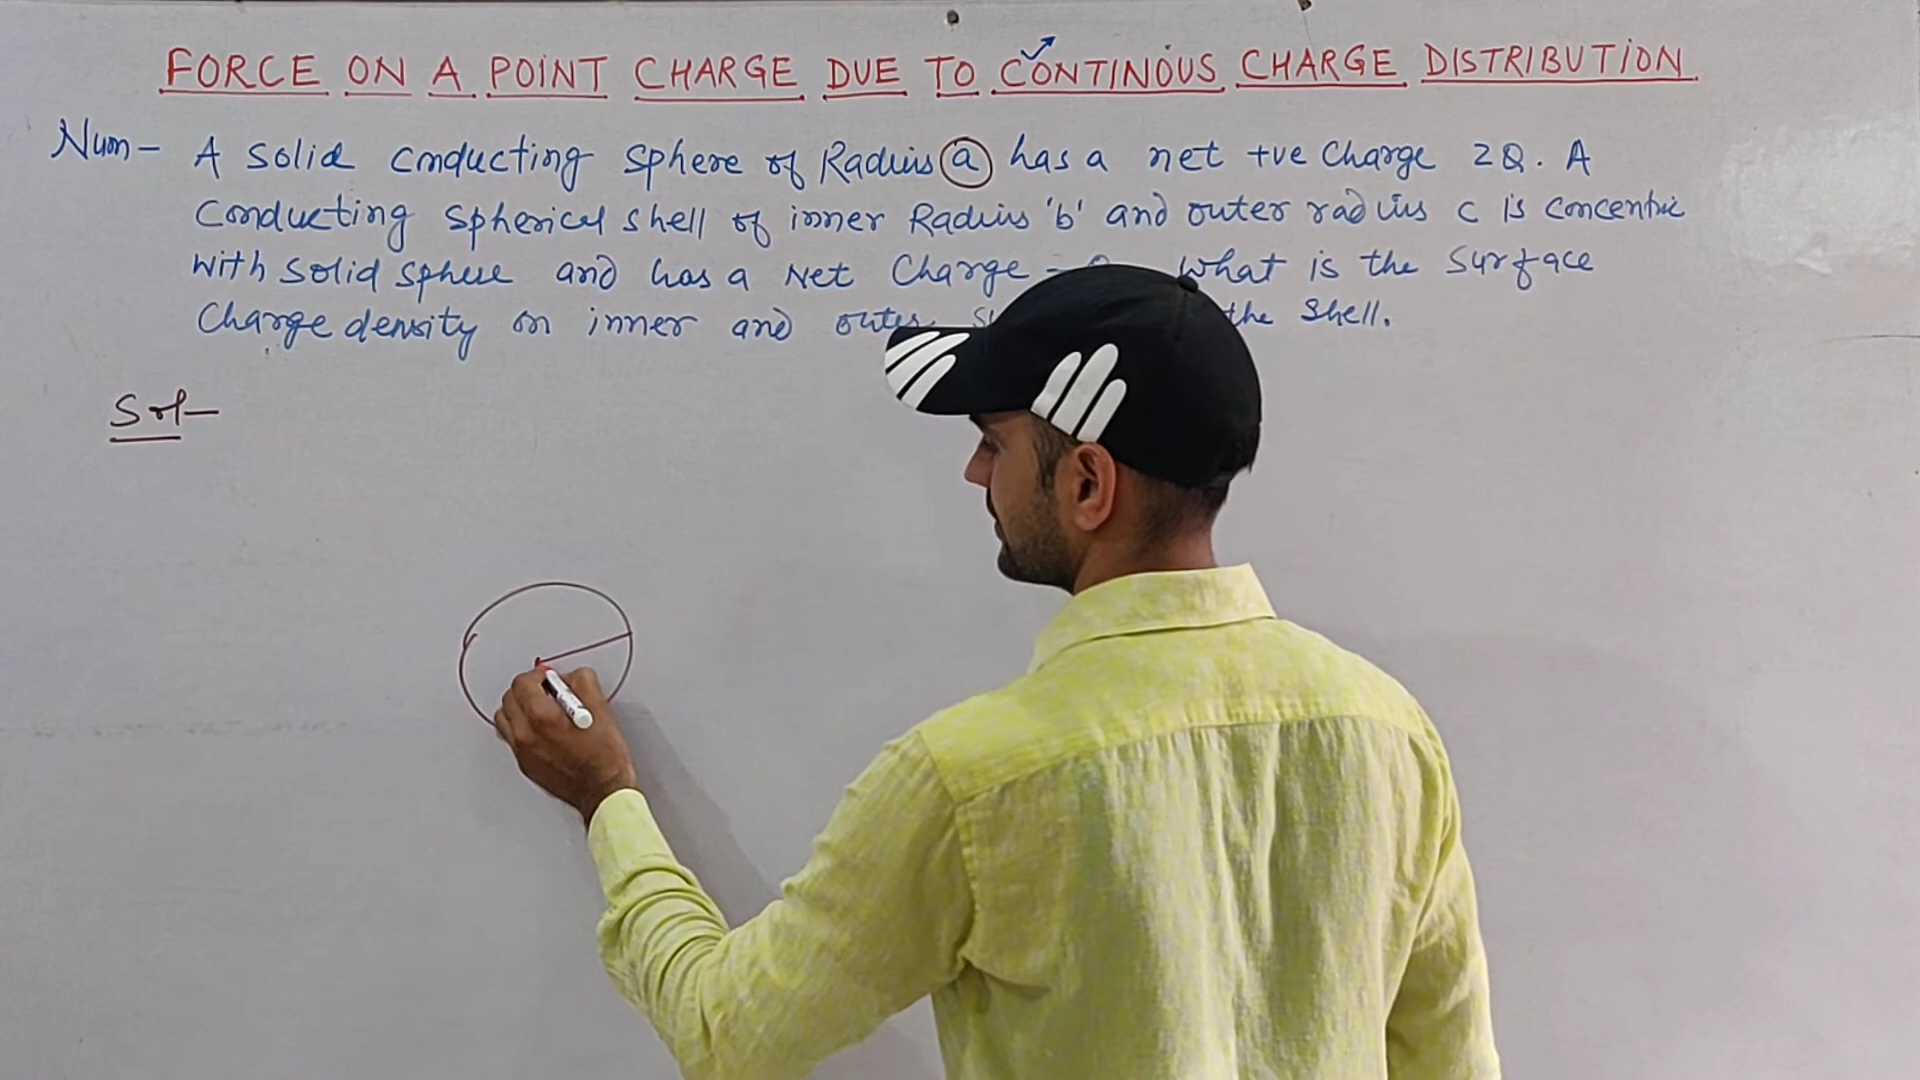 FORCE ON A POINT CHARGE DUE TO CONTINOUS CHARGE DISTRIBUTION
Num- A solid conducting sphere of Radius a has a net +ve Charge 2Q. A
Conducting Spherical shell of inner Radius 'b' and outer radius c is concentric
with solid sphere and has a Net Charge - What is the Surface
Charge density on inner and outer the Shell.
Sol-